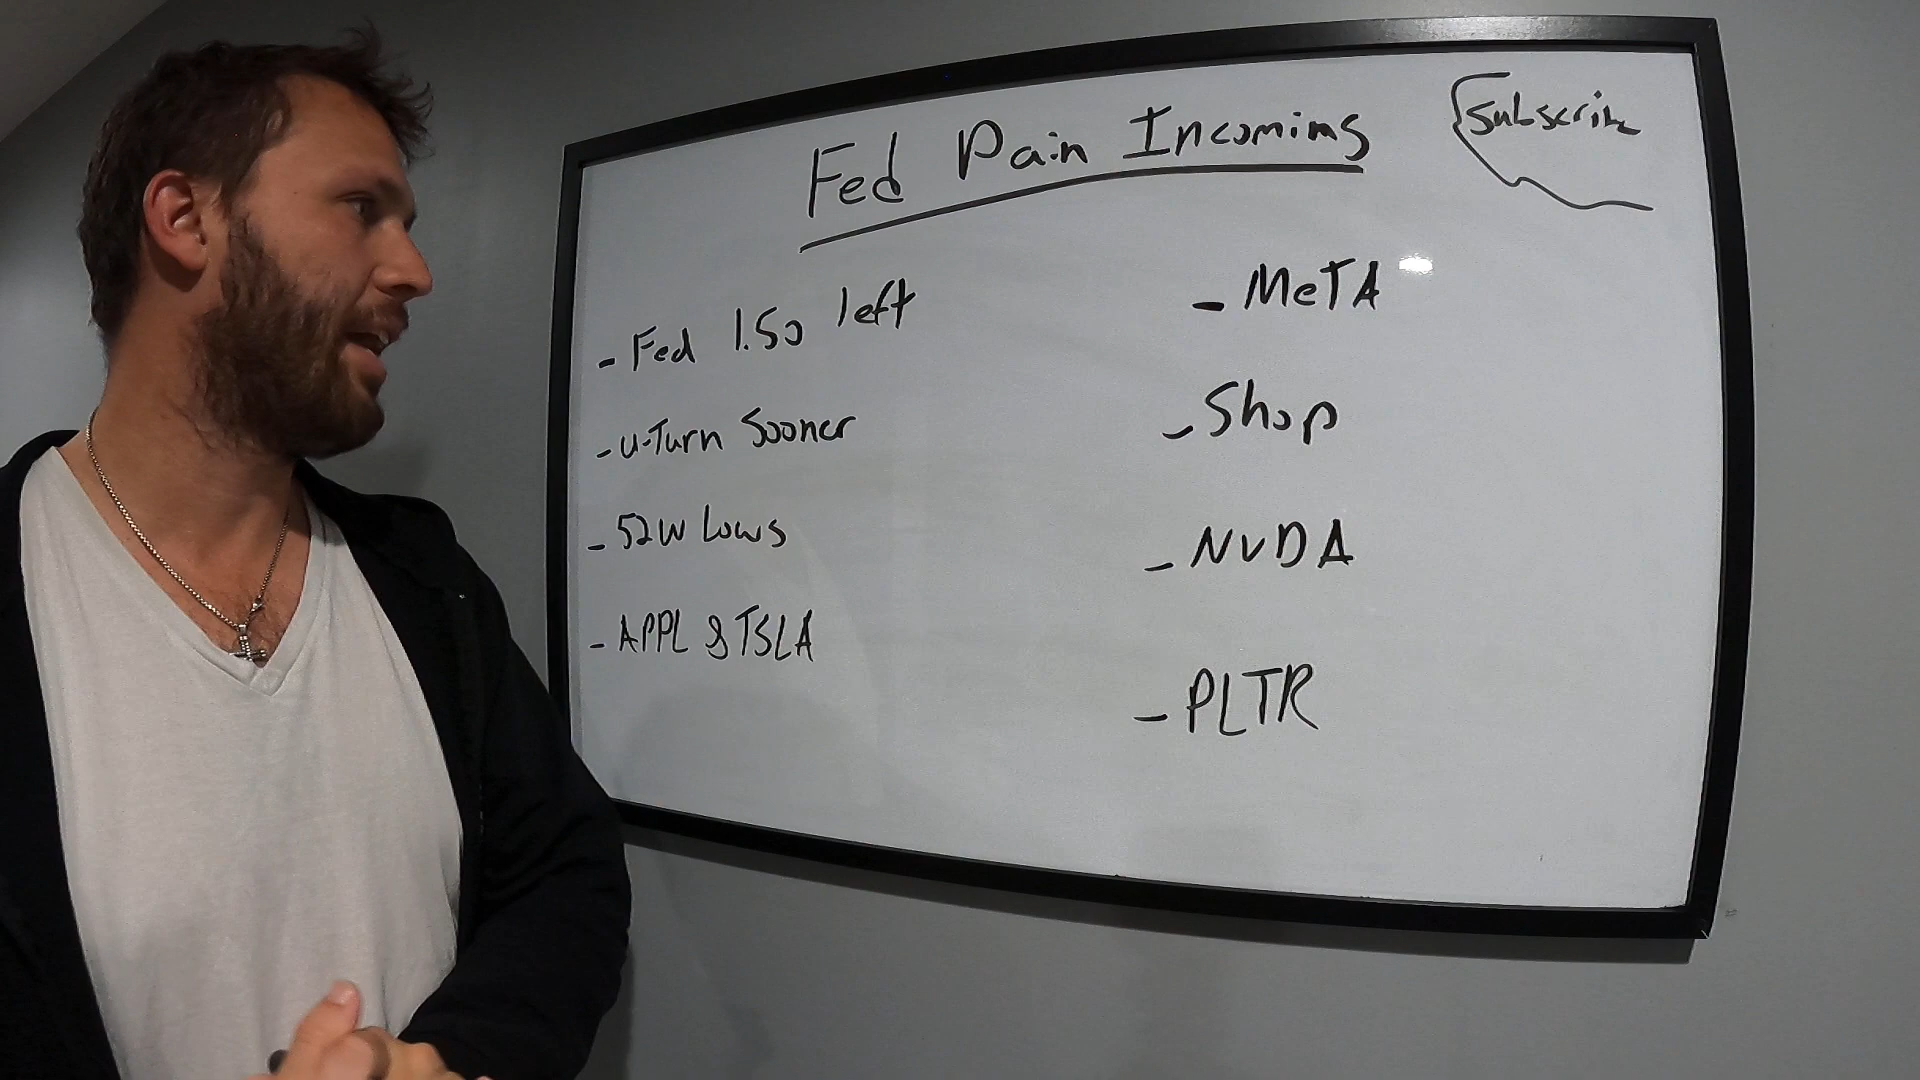 Fed Pain Incoming
Subscribe
- Fed 1.50 left
- U-Turn Sooner
- 52W Lows
- APPL & TSLA
- MeTA
- Shop
- NVDA
- PLTR